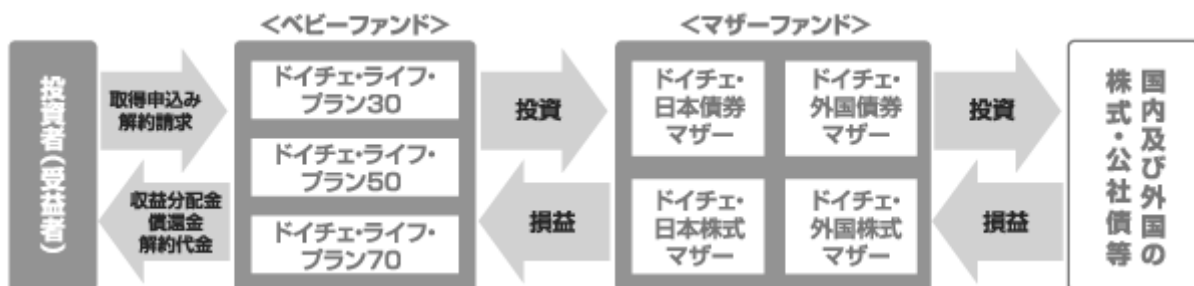 <ベビーファンド>
<マザーファンド>
投資者(受益者)
取得申込み
解約請求
収益分配金
償還金
解約代金
ドイチェ・ライフ・
プラン30
ドイチェ・ライフ・
プラン50
ドイチェ・ライフ・
プラン70
投資
損益
ドイチェ・
日本債券
マザー
ドイチェ・
外国債券
マザー
ドイチェ・
日本株式
マザー
ドイチェ・
外国株式
マザー
投資
損益
国内及び外国の
株式・公社債等